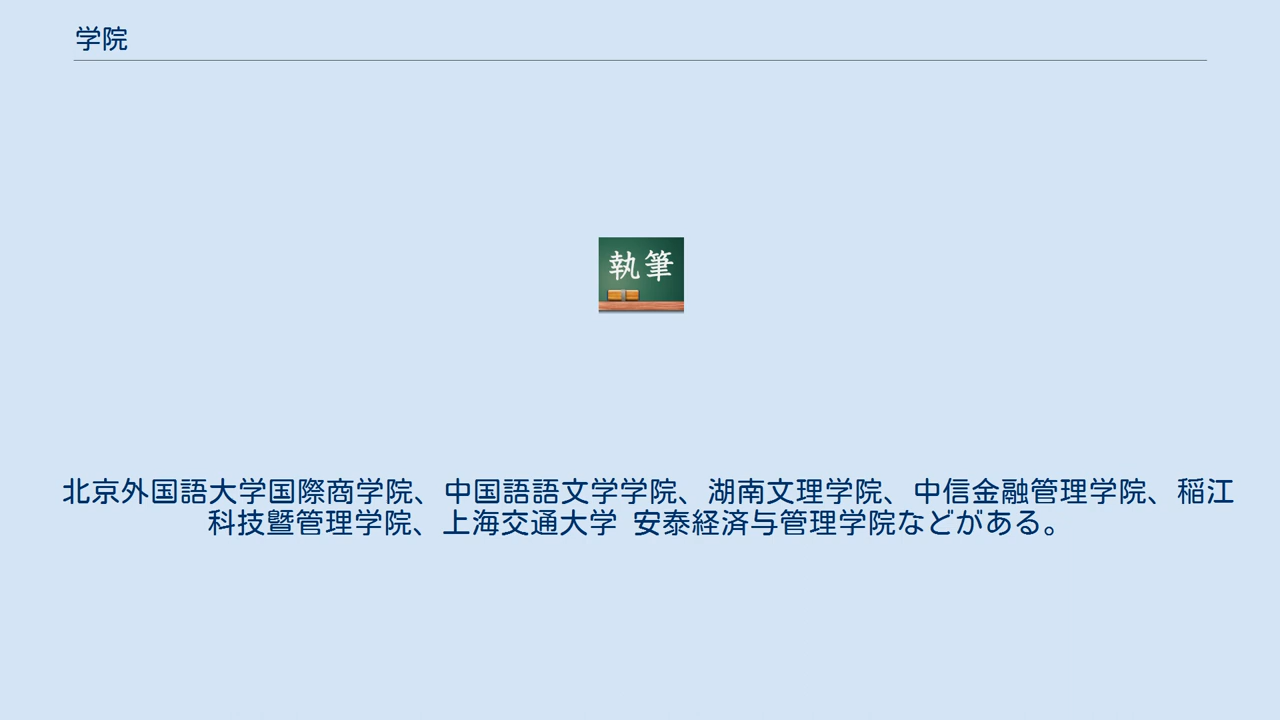 学院
執筆
北京外国語大学国際商学院、中国語語文学学院、湖南文理学院、中信金融管理学院、稲江
科技曁管理学院、上海交通大学 安泰経済与管理学院などがある。